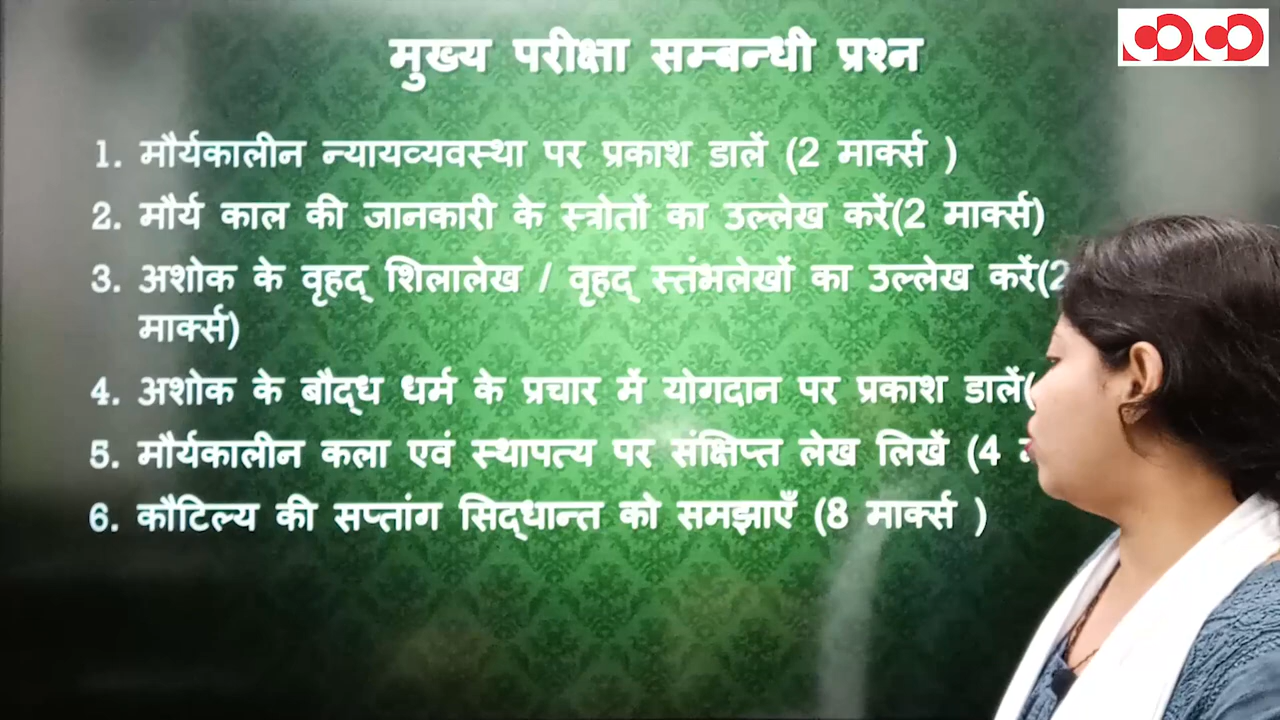 मुख्य परीक्षा सम्बन्धी प्रश्न
1. मौर्यकालीन न्यायव्यवस्था पर प्रकाश डालें (2 मार्क्स )
2. मौर्य काल की जानकारी के स्त्रोतों का उल्लेख करें(2 मार्क्स)
3. अशोक के वृहद् शिलालेख / वृहद् स्तंभलेखों का उल्लेख करें(2
मार्क्स)
4. अशोक के बौद्ध धर्म के प्रचार में योगदान पर प्रकाश डालें(
5. मौर्यकालीन कला एवं स्थापत्य पर संक्षिप्त लेख लिखें (4
6. कौटिल्य की सप्तांग सिद्धान्त को समझाएँ (8 मार्क्स )